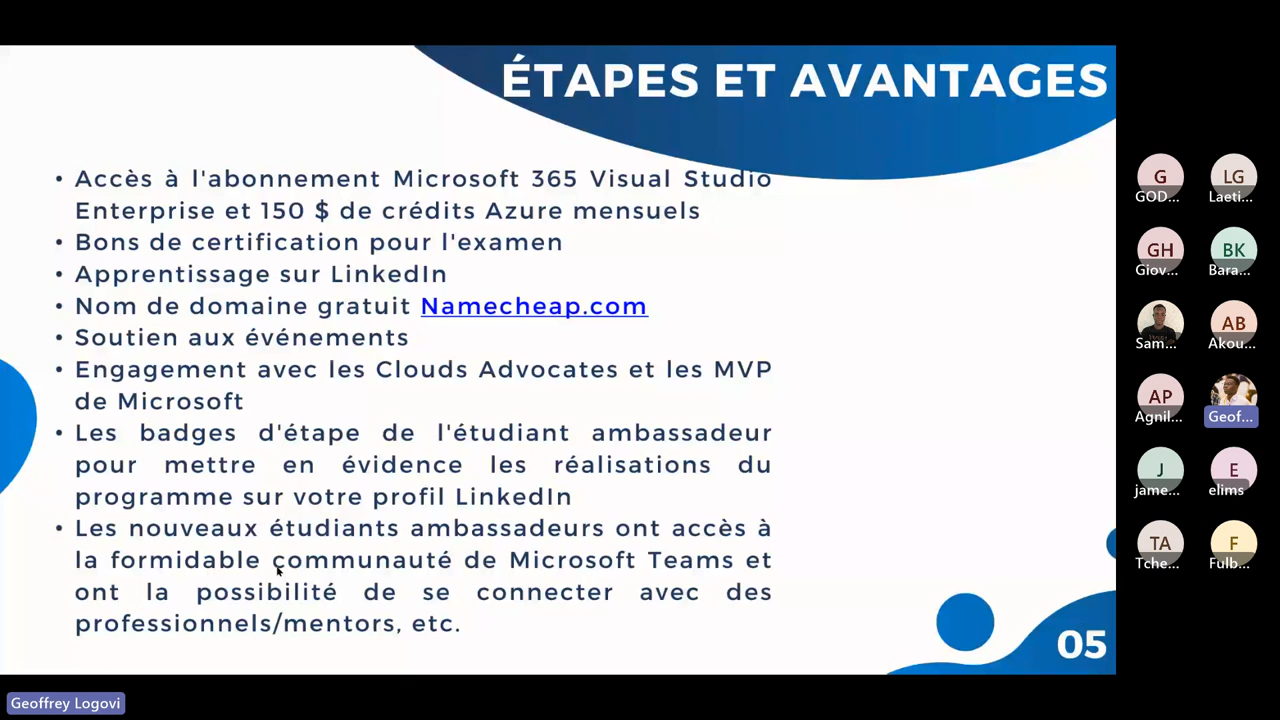 ÉTAPES ET AVANTAGES
• Accès à l'abonnement Microsoft 365 Visual Studio
Enterprise et 150 $ de crédits Azure mensuels
• Bons de certification pour l'examen
• Apprentissage sur LinkedIn
• Nom de domaine gratuit Namecheap.com
• Soutien aux événements
• Engagement avec les Clouds Advocates et les MVP
de Microsoft
• Les badges d'étape de l'étudiant ambassadeur
pour mettre en évidence les réalisations du
programme sur votre profil LinkedIn
• Les nouveaux étudiants ambassadeurs ont accès à
la formidable communauté de Microsoft Teams et
ont la possibilité de se connecter avec des
professionnels/mentors, etc.
05
G
GOD...
LG
Laeti...
GH
Giov...
BK
Bara...
Sam...
AB
Akou...
AP
Agnil...
Geof...
J
jame...
E
elims
TA
Tche...
F
Fulb...
Geoffrey Logovi